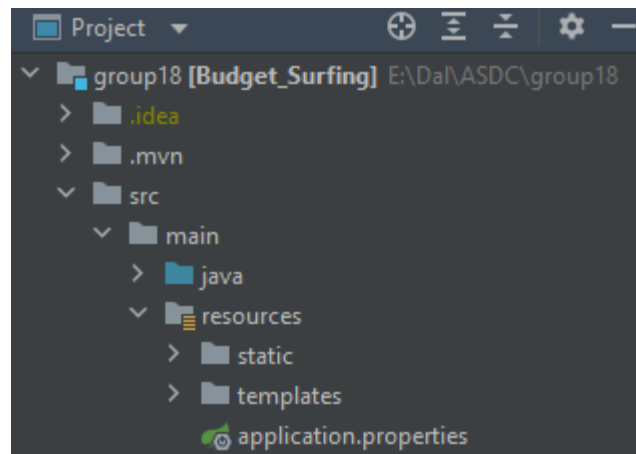 Project
group18 [Budget_Surfing] E:\Dal\ASDC\group18
.idea
.mvn
src
main
java
resources
static
templates
application.properties